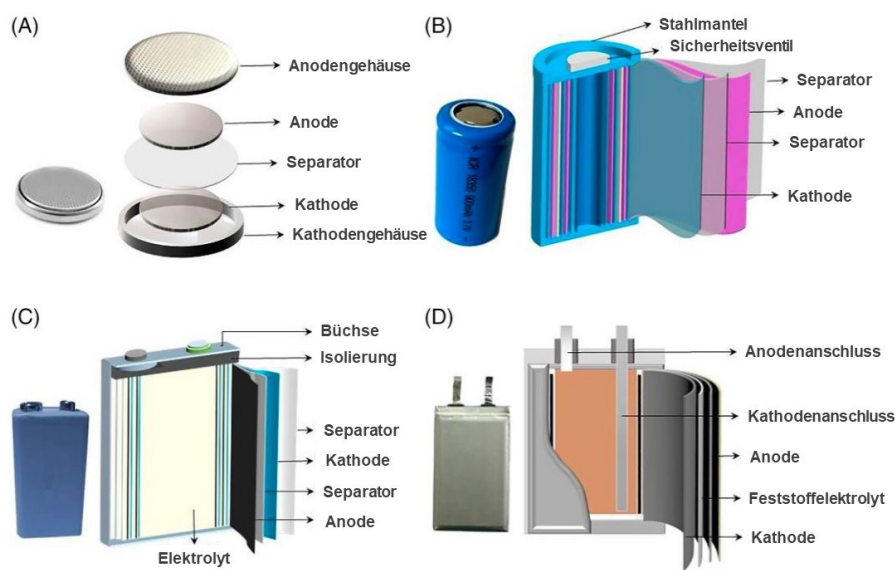 (A)
Anodengehäuse
Anode
Separator
Kathode
Kathodengehäuse
(B)
Stahlmantel
Sicherheitsventil
Separator
Anode
Separator
Kathode
(C)
Büchse
Isolierung
Separator
Kathode
Separator
Anode
Elektrolyt
(D)
Anodenanschluss
Kathodenanschluss
Anode
Feststoffelektrolyt
Kathode